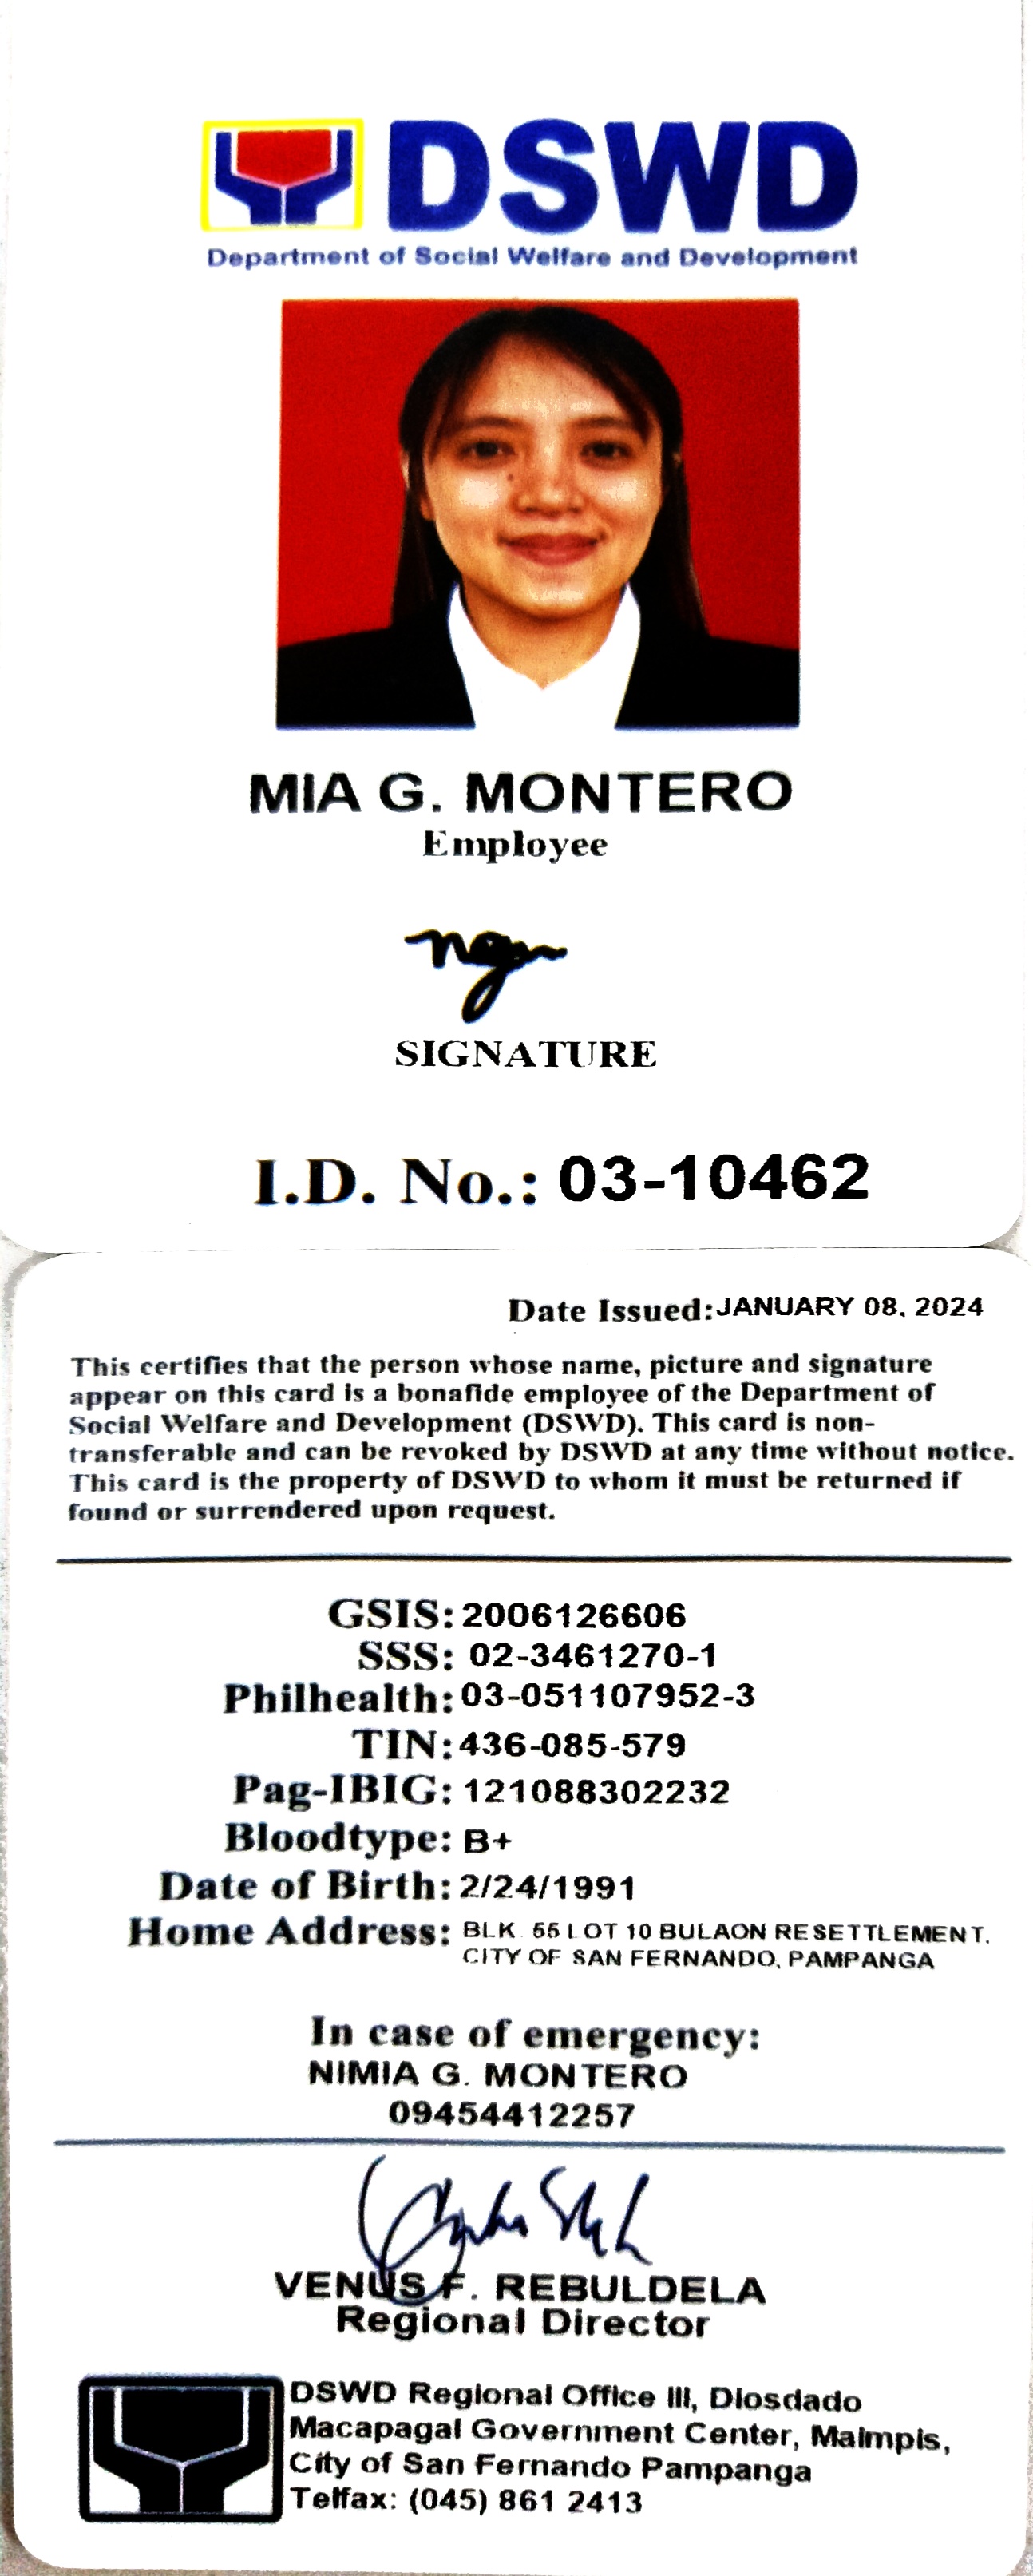 DSWD
Department of Social Welfare and Development
MIA G. MONTERO
Employee
SIGNATURE
I.D. No.: 03-10462
Date Issued: JANUARY 08, 2024
This certifies that the person whose name, picture and signature
appear on this card is a bonafide employee of the Department of
Social Welfare and Development (DSWD). This card is non-
transferable and can be revoked by DSWD at any time without notice.
This card is the property of DSWD to whom it must be returned if
found or surrendered upon request.
GSIS: 2006126606
SSS: 02-3461270-1
Philhealth: 03-051107952-3
TIN: 436-085-579
Pag-IBIG: 121088302232
Bloodtype: B+
Date of Birth: 2/24/1991
Home Address: BLK 55 LOT 10 BULAON RESETTLEMENT,
CITY OF SAN FERNANDO, PAMPANGA
In case of emergency:
NIMIA G. MONTERO
09454412257
VENUS F. REBULDELA
Regional Director
DSWD Regional Office III, Diosdado
Macapagal Government Center, Maimpis,
City of San Fernando Pampanga
Telfax: (045) 861 2413